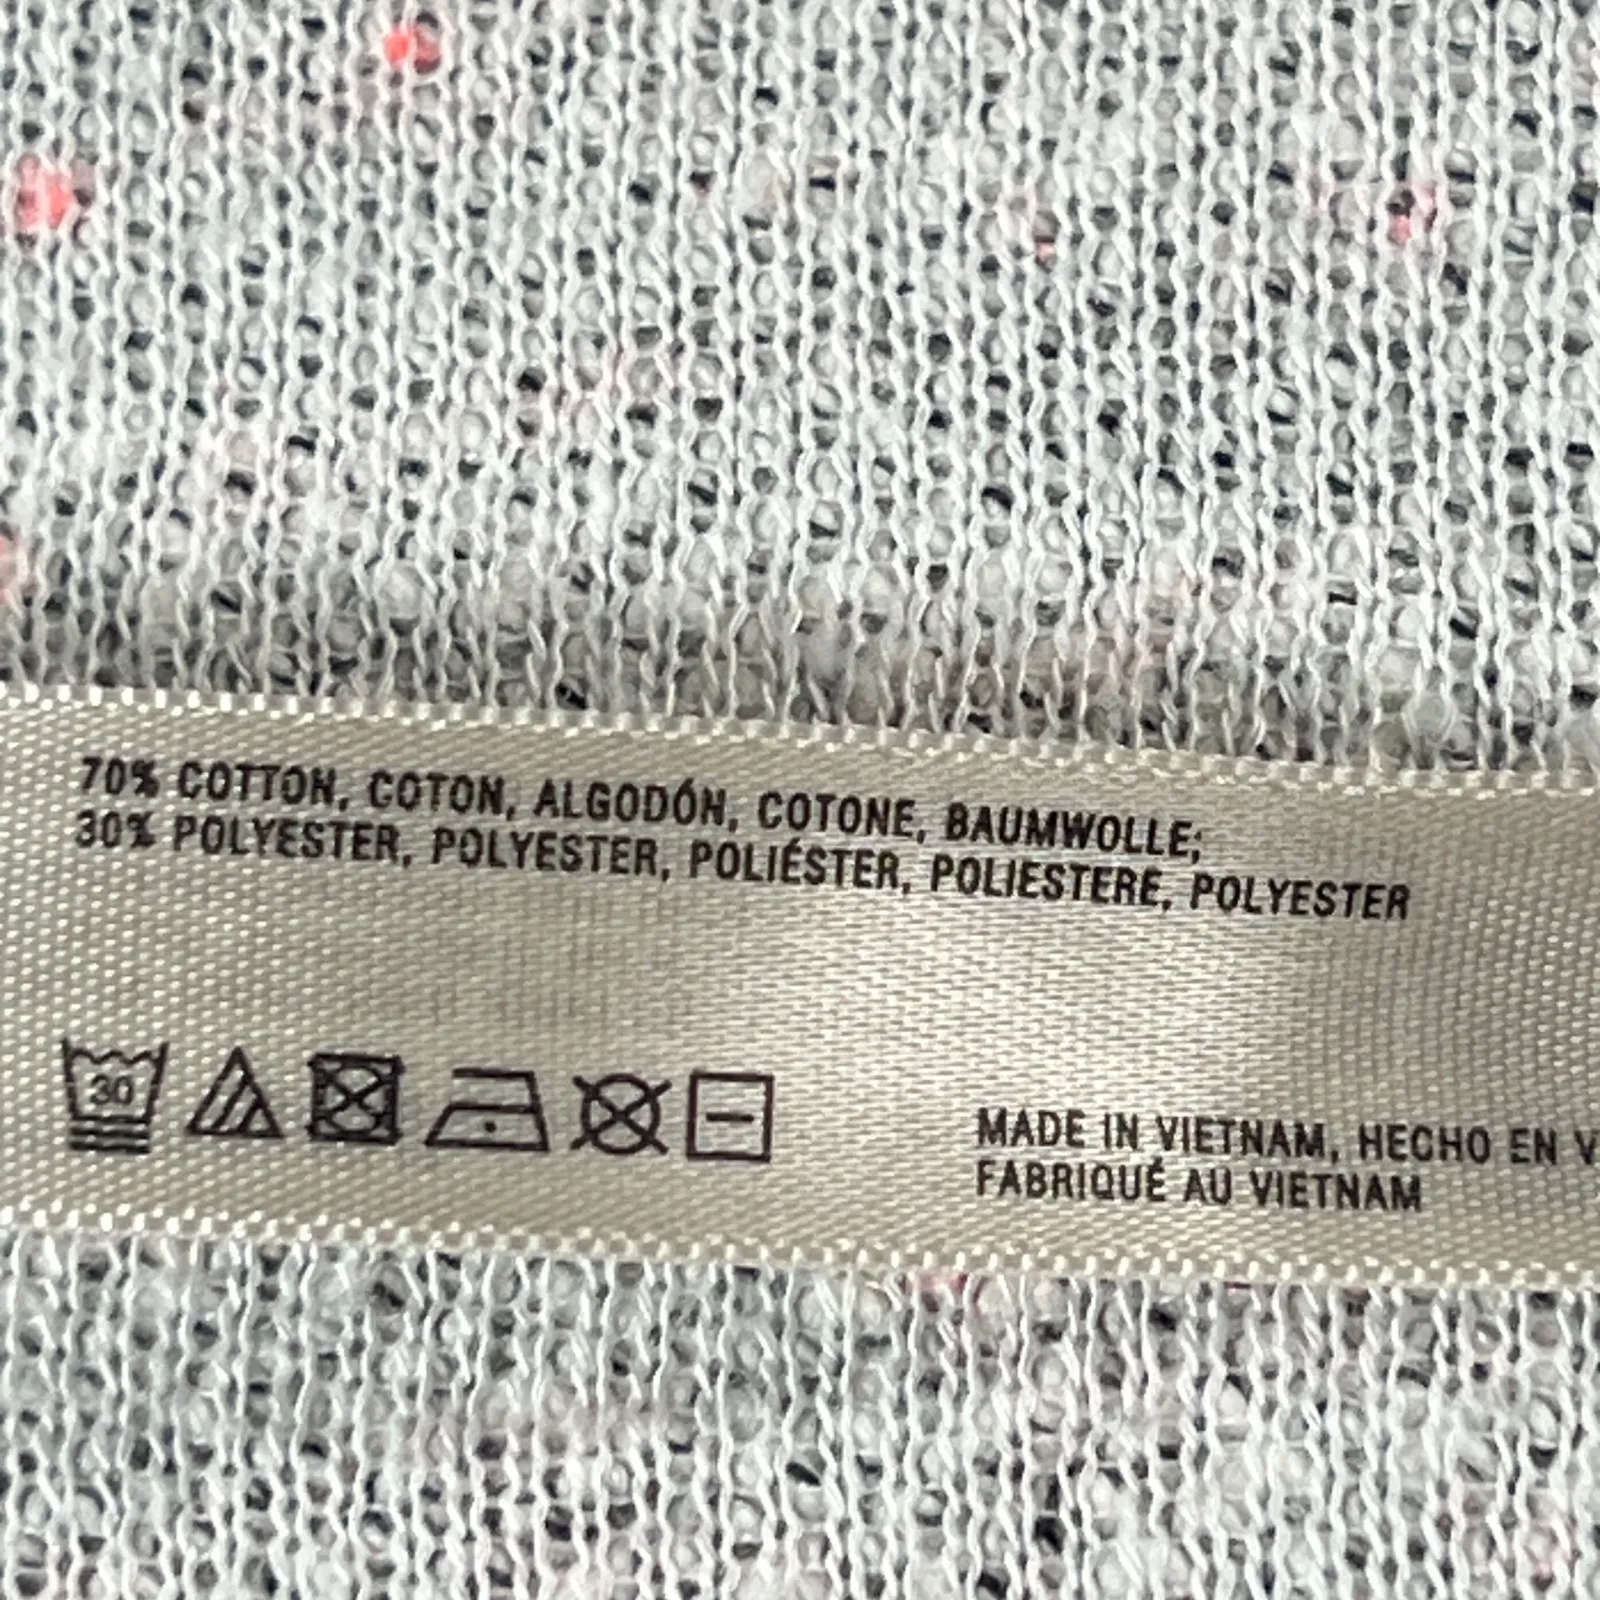 70% COTTON, COTON, ALGODÓN, COTONE, BAUMWOLLE;
30% POLYESTER, POLYESTER, POLIÉSTER, POLIESTERE, POLYESTER
30
MADE IN VIETNAM, HECHO EN V
FABRIQUÉ AU VIETNAM